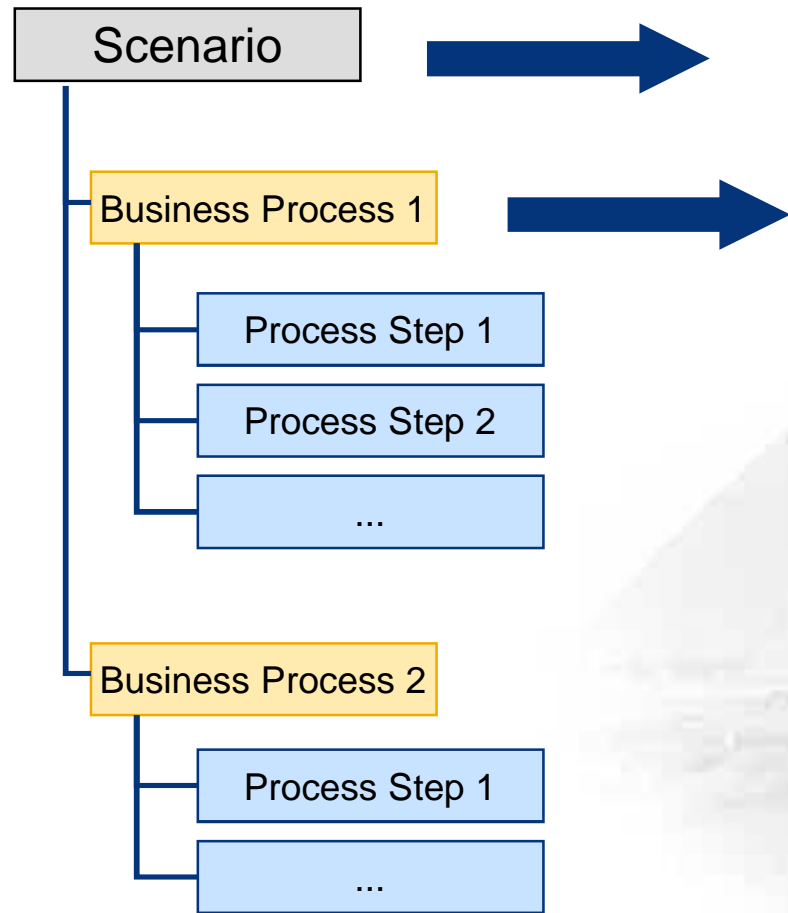 Scenario
Business Process 1
Process Step 1
Process Step 2
...
Business Process 2
Process Step 1
...